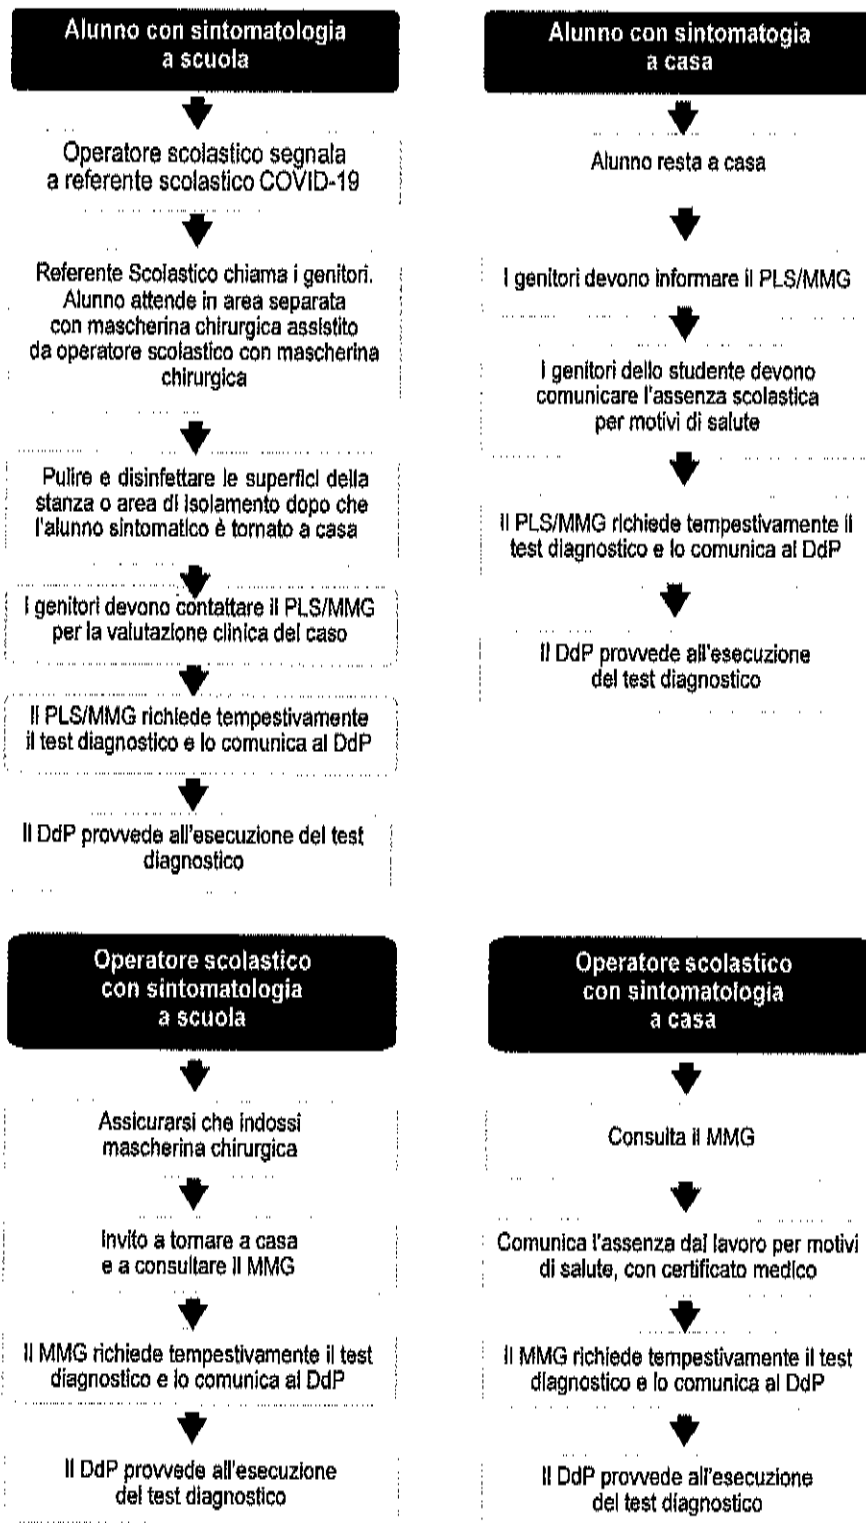 Alunno con sintomatologia
a scuola
Operatore scolastico segnala
a referente scolastico COVID-19
Referente Scolastico chiama i genitori.
Alunno attende in area separata
con mascherina chirurgica assistito
da operatore scolastico con mascherina
chirurgica
Pulire e disinfettare le superfici della
stanza o area di isolamento dopo che
l'alunno sintomatico è tornato a casa
I genitori devono contattare il PLS/MMG
per la valutazione clinica del caso
Il PLS/MMG richiede tempestivamente
il test diagnostico e lo comunica al DdP
Il DdP provvede all'esecuzione del test
diagnostico
Alunno con sintomatogia
a casa
Alunno resta a casa
I genitori devono informare il PLS/MMG
I genitori dello studente devono
comunicare l'assenza scolastica
per motivi di salute
Il PLS/MMG richiede tempestivamente il
test diagnostico e lo comunica al DdP
Il DdP provvede all'esecuzione
del test diagnostico
Operatore scolastico
con sintomatologia
a scuola
Assicurarsi che indossi
mascherina chirurgica
Invito a tornare a casa
e a consultare il MMG
Il MMG richiede tempestivamente il test
diagnostico e lo comunica al DdP
Il DdP provvede all'esecuzione
del test diagnostico
Operatore scolastico
con sintomatologia
a casa
Consulta il MMG
Comunica l'assenza dal lavoro per motivi
di salute, con certificato medico
Il MMG richiede tempestivamente il test
diagnostico e lo comunica al DdP
Il DdP provvede all'esecuzione
del test diagnostico